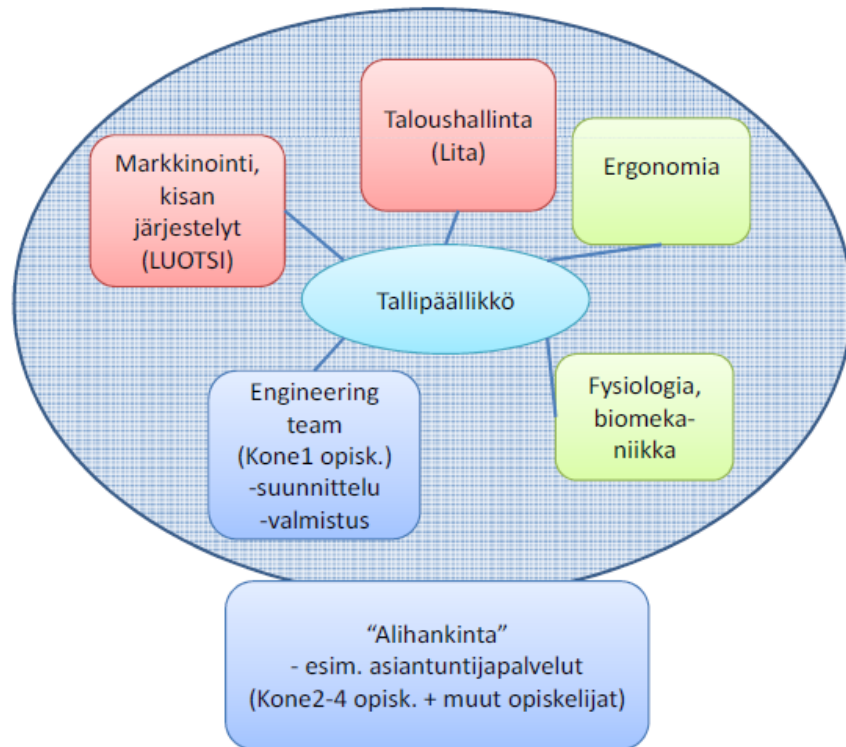 Taloushallinta
(Lita)
Markkinointi,
kisan
järjestelyt
(LUOTSI)
Ergonomia
Tallipäällikkö
Engineering
team
(Kone1 opisk.)
-suunnittelu
-valmistus
Fysiologia,
biomeka-
niikka
“Alihankinta”
- esim. asiantuntijapalvelut
(Kone2-4 opisk. + muut opiskelijat)